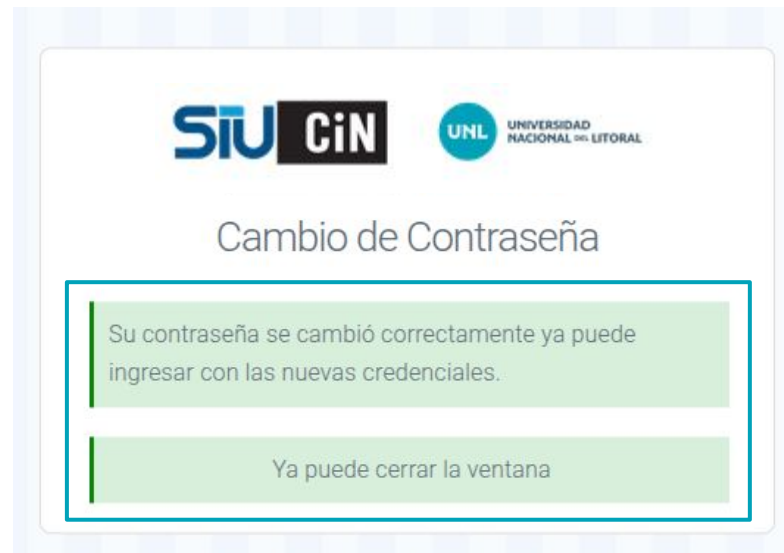 SIU CiN
UNL UNIVERSIDAD
NACIONAL DEL LITORAL
Cambio de Contraseña
Su contraseña se cambió correctamente ya puede
ingresar con las nuevas credenciales.
Ya puede cerrar la ventana